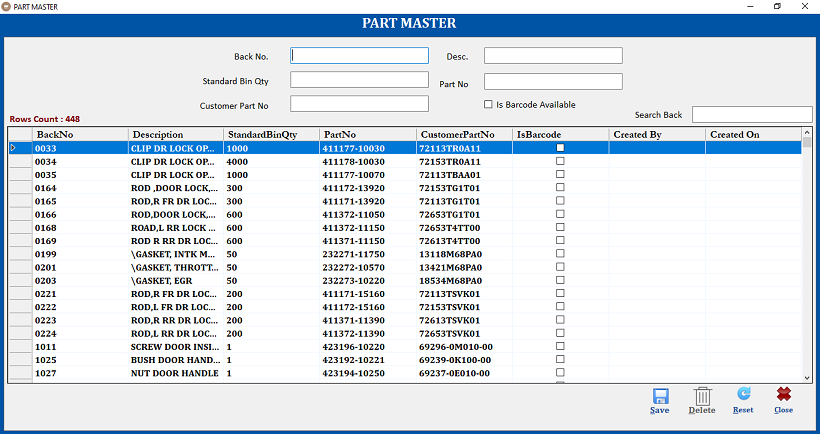 PART MASTER
PART MASTER
Back No. Desc.
Standard Bin Qty Part No
Customer Part No Is Barcode Available
Rows Count : 448 Search Back
BackNo Description StandardBinQty PartNo CustomerPartNo IsBarcode Created By Created On
0033 CLIP DR LOCK OP... 1000 411177-10030 72113TR0A11
0034 CLIP DR LOCK OP... 4000 411178-10030 72153TR0A11
0035 CLIP DR LOCK OP... 1000 411177-10070 72113TBAA01
0164 ROD ,DOOR LOCK,... 300 411172-13920 72153TG1T01
0165 ROD,R FR DR LOC... 300 411171-13920 72113TG1T01
0166 ROD,DOOR LOCK,... 600 411372-11050 72653TG1T01
0168 ROAD,L RR LOCK ... 600 411372-11150 72653T4TT00
0169 ROD R RR DR LOC... 600 411371-11150 72613T4TT00
0199 \GASKET, INTK M... 50 232271-11750 13118M68PA0
0201 \GASKET, THROTT... 50 232272-10570 13421M68PA0
0203 \GASKET, EGR 50 232273-10220 18534M68PA0
0221 ROD,R FR DR LOC... 200 411171-15160 72113TSVK01
0222 ROD,L FR DR LOC... 200 411172-15160 72153TSVK01
0223 ROD,R RR DR LOC... 200 411371-11390 72613TSVK01
0224 ROD,L RR DR LOC... 200 411372-11390 72653TSVK01
1011 SCREW DOOR INSI... 1 423196-10220 69296-0M010-00
1025 BUSH DOOR HAND... 1 423192-10221 69239-0K100-00
1027 NUT DOOR HANDLE 1 423194-10250 69237-0E010-00
Save Delete Reset Close